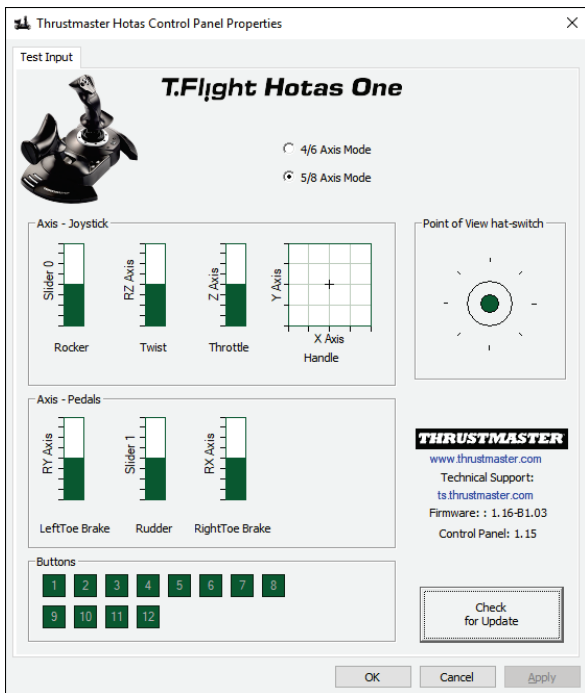 Thrustmaster Hotas Control Panel Properties
Test Input
T.Flight Hotas One
4/6 Axis Mode
5/8 Axis Mode
Axis - Joystick
Slider 0
RZ Axis
Z Axis
Y Axis
X Axis
Rocker
Twist
Throttle
Handle
Point of View hat-switch
Axis - Pedals
RY Axis
Slider 1
RX Axis
LeftToe Brake
Rudder
RightToe Brake
THRUSTMASTER
www.thrustmaster.com
Technical Support:
ts.thrustmaster.com
Firmware: : 1.16-B1.03
Control Panel: 1.15
Buttons
1 2 3 4 5 6 7 8
9 10 11 12
Check
for Update
OK
Cancel
Apply